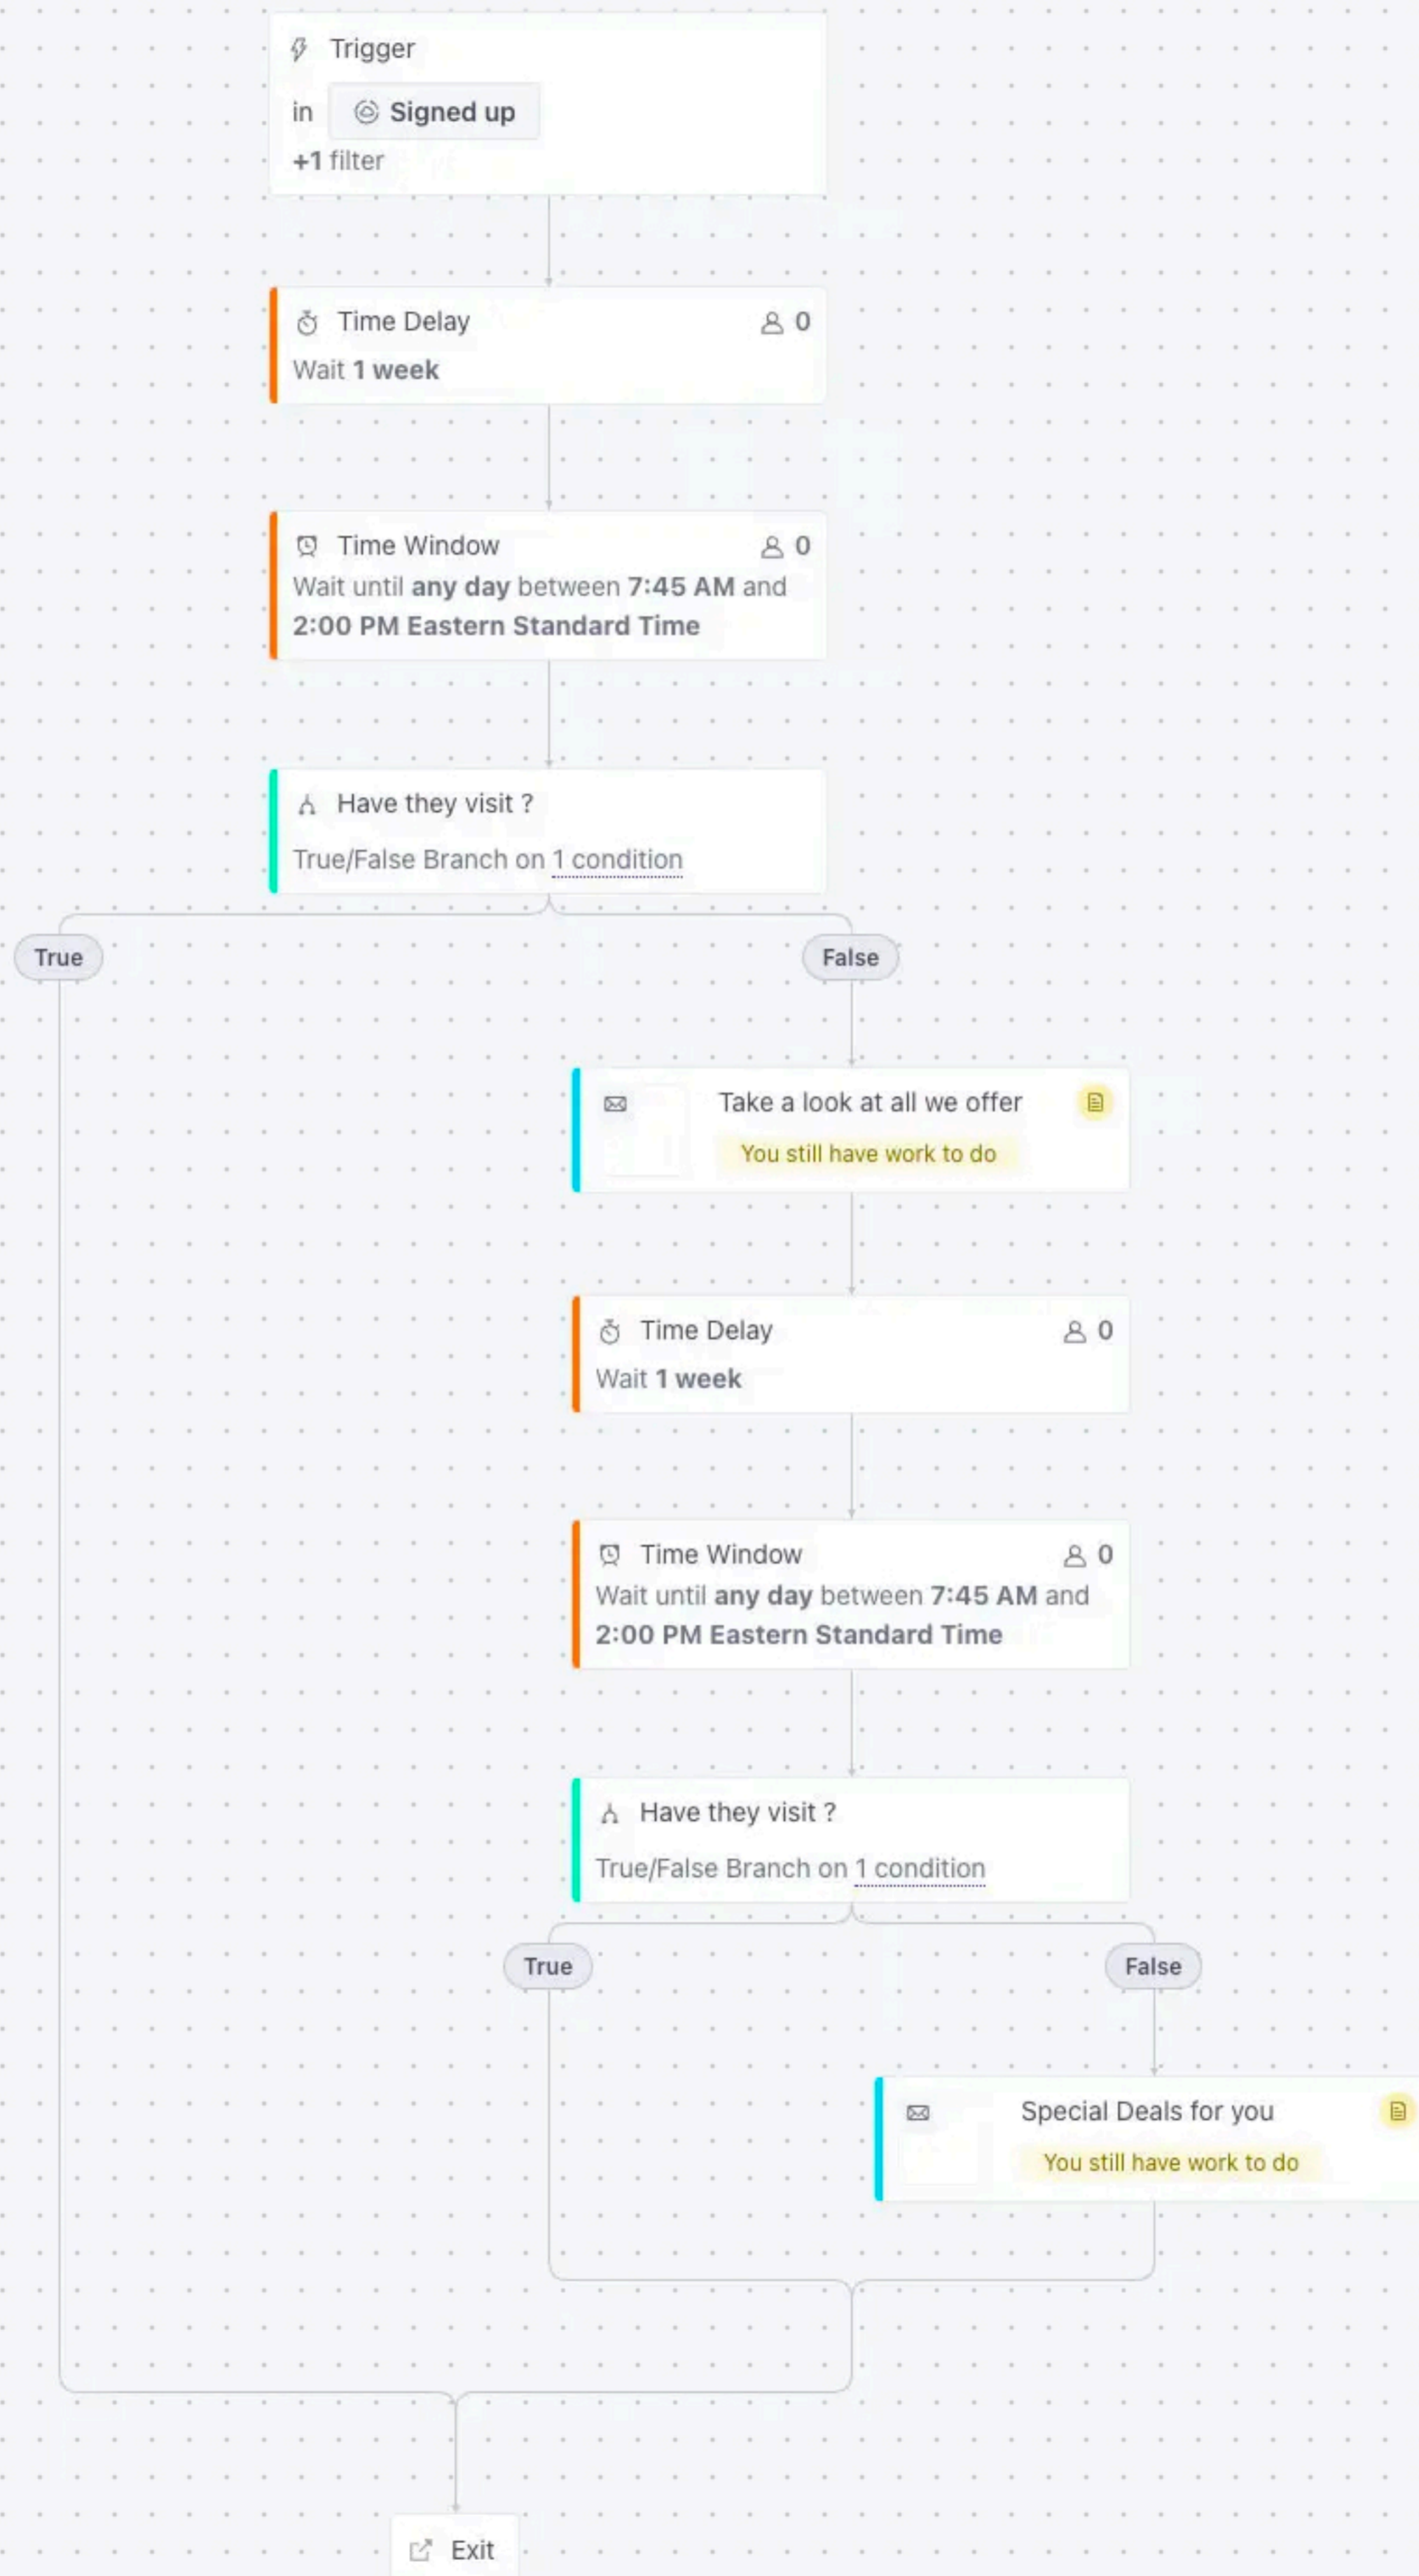 Trigger
in Signed up
+1 filter
Time Delay 0
Wait 1 week
Time Window 0
Wait until any day between 7:45 AM and
2:00 PM Eastern Standard Time
Have they visit ?
True/False Branch on 1 condition
True False
Take a look at all we offer
You still have work to do
Time Delay 0
Wait 1 week
Time Window 0
Wait until any day between 7:45 AM and
2:00 PM Eastern Standard Time
Have they visit ?
True/False Branch on 1 condition
True False
Special Deals for you
You still have work to do
Exit